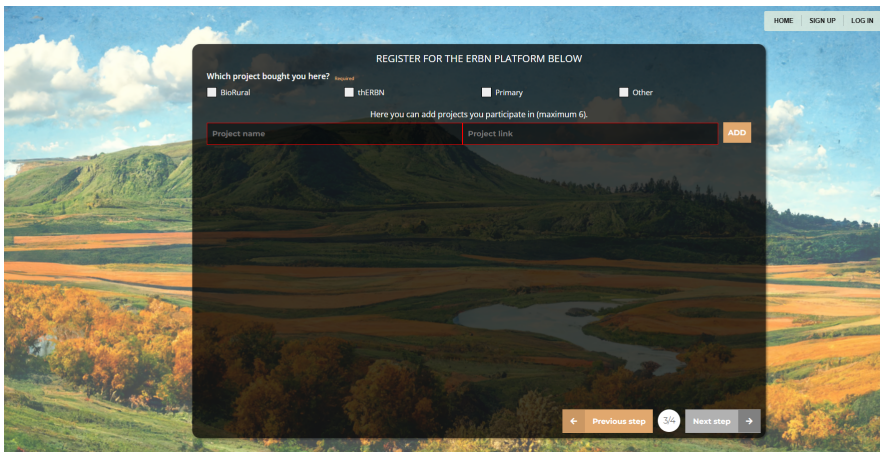 HOME SIGN UP LOG IN
REGISTER FOR THE ERBN PLATFORM BELOW
Which project bought you here? Required
BioRural thERBN Primary Other
Here you can add projects you participate in (maximum 6).
Project name Project link ADD
Previous step 3/4 Next step